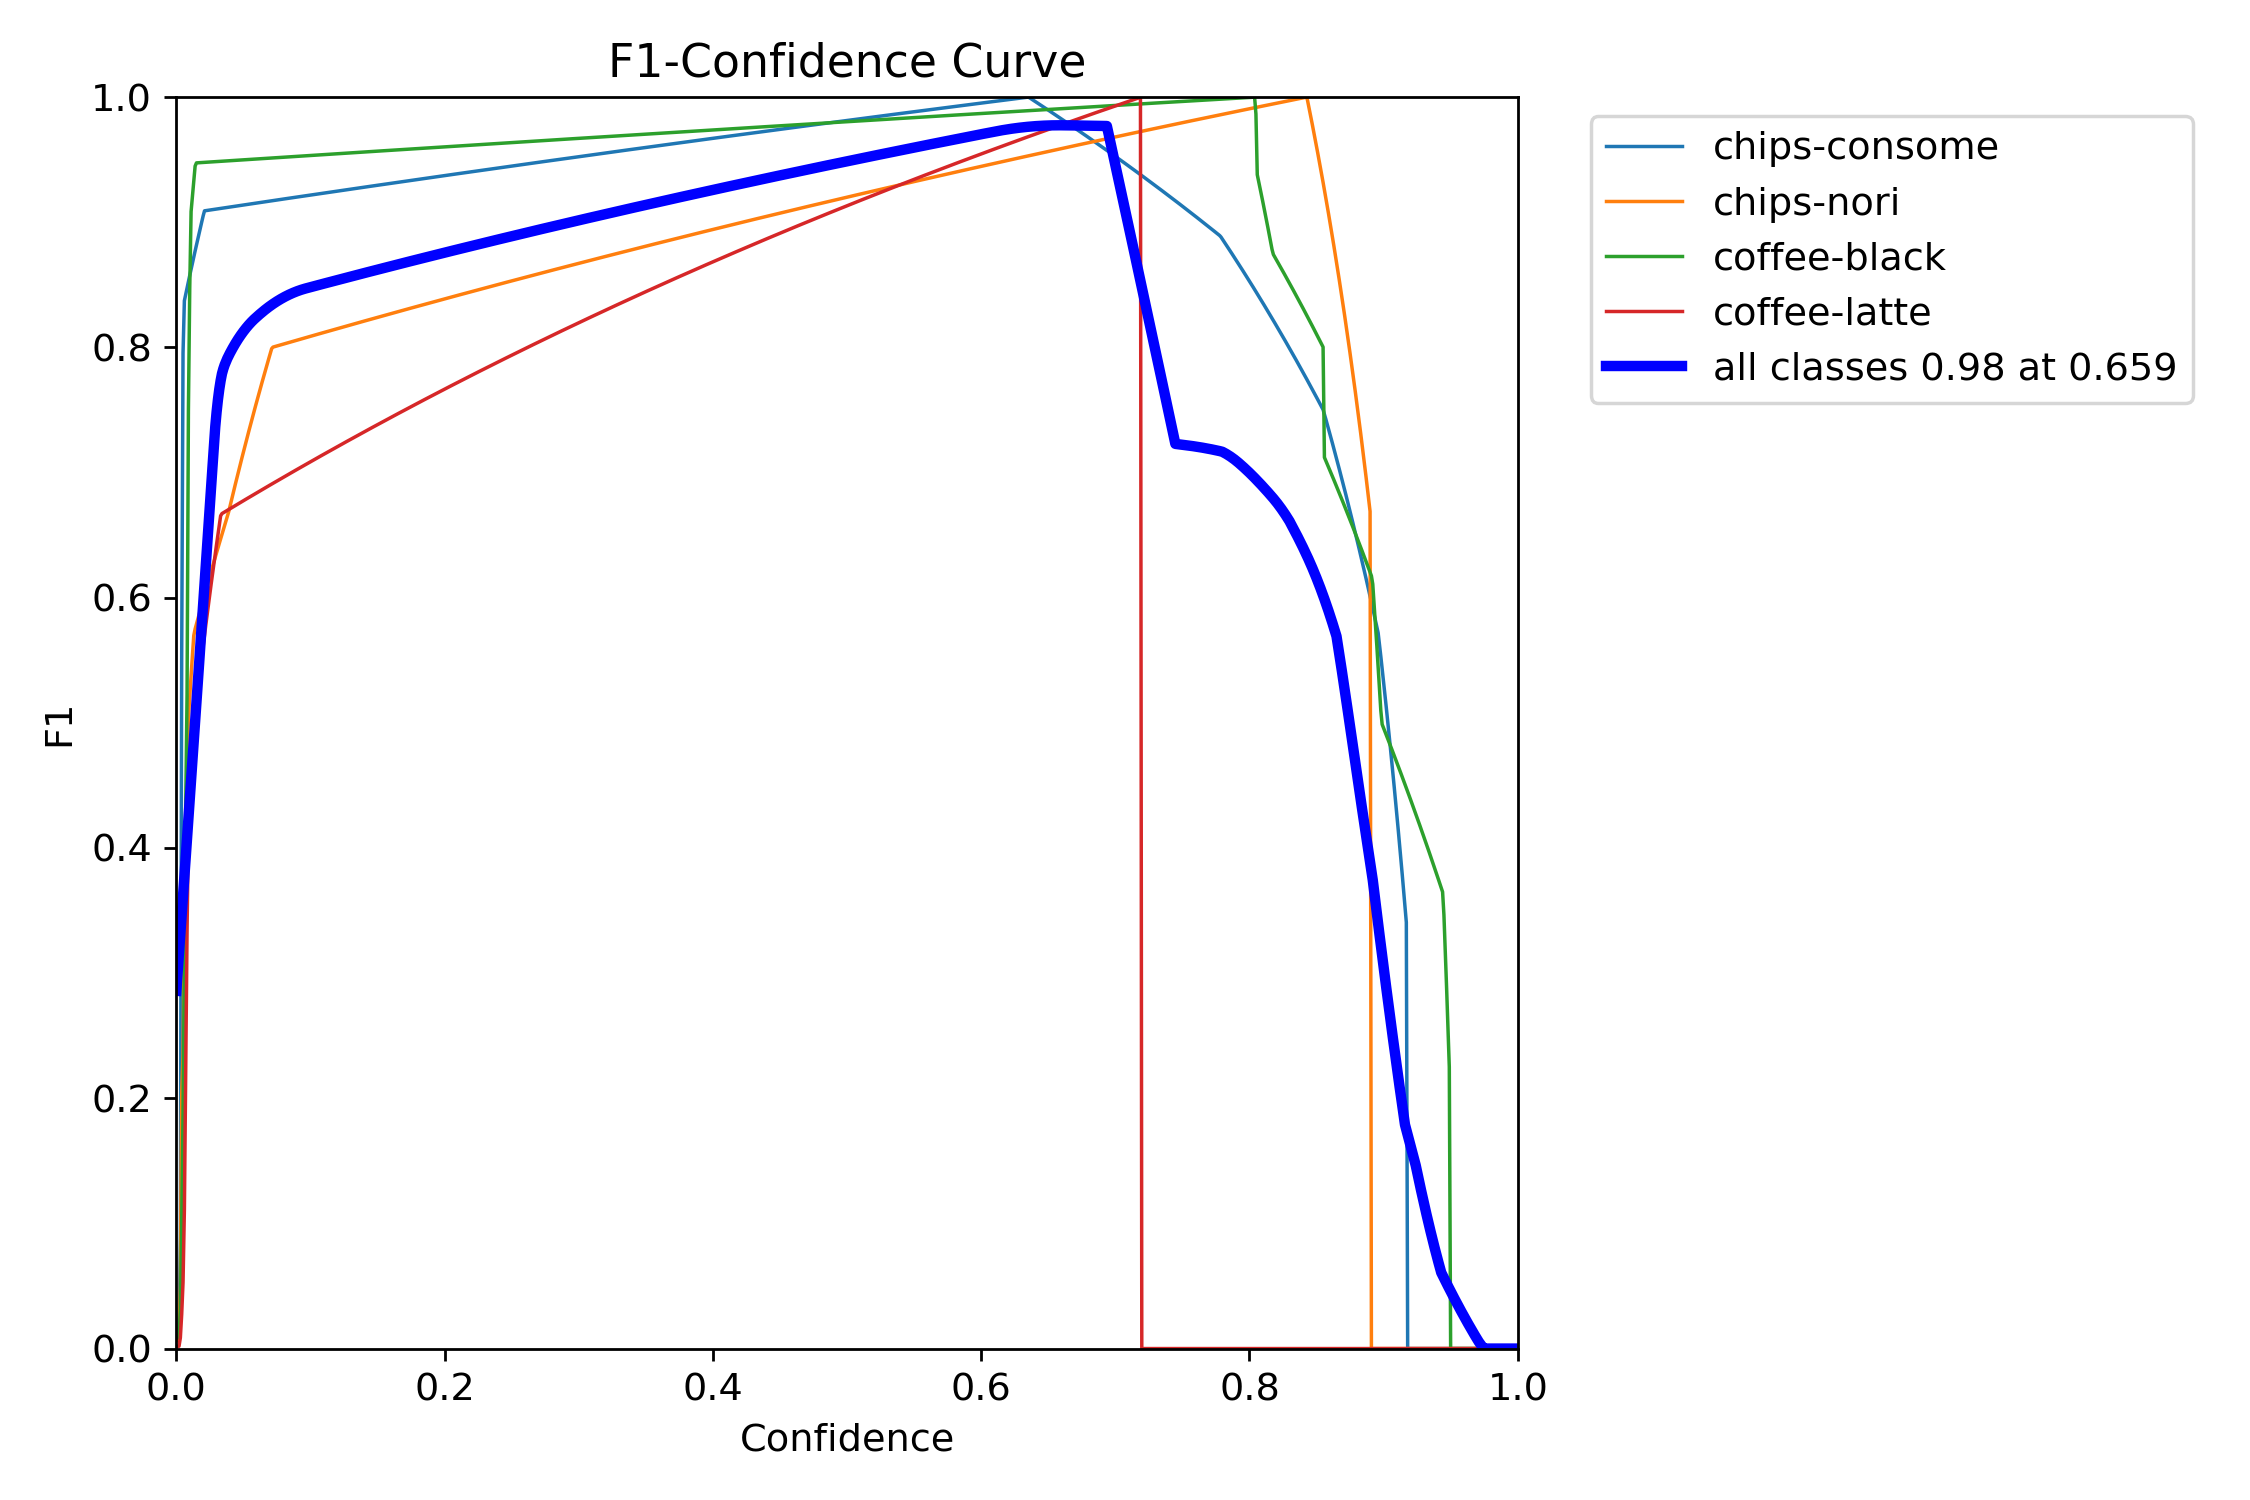 F1-Confidence Curve
1.0
0.8
0.6
0.4
0.2
0.0
F1
0.0 0.2 0.4 0.6 0.8 1.0
Confidence
chips-consome
chips-nori
coffee-black
coffee-latte
all classes 0.98 at 0.659